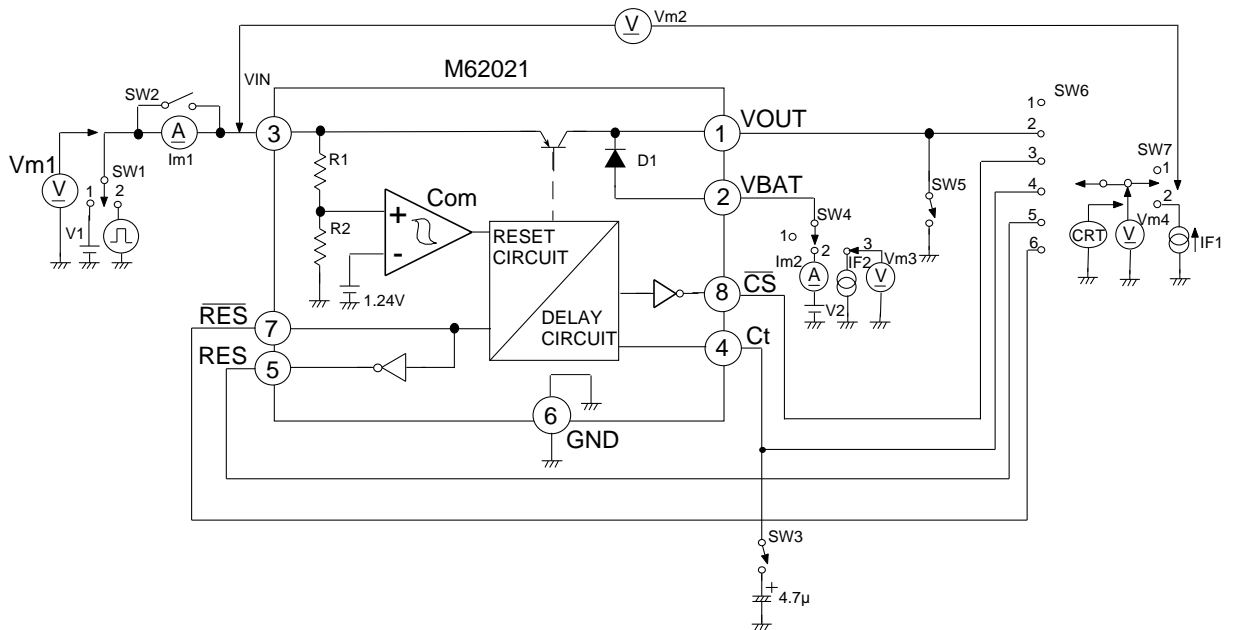 V
Vm2
M62021
VIN
SW2
A
Im1
3
1
VOUT
Vm1
V
SW1
1
2
V1
R1
R2
Com
+
-
1.24V
RESET
CIRCUIT
DELAY
CIRCUIT
D1
2
VBAT
SW4
1
2
3
Im2
A
V2
IF2
Vm3
V
SW5
8
CS
4
Ct
RES
7
RES
5
6
GND
SW6
1
2
3
4
5
6
SW7
1
2
CRT
V
Vm4
IF1
SW3
+
4.7µ